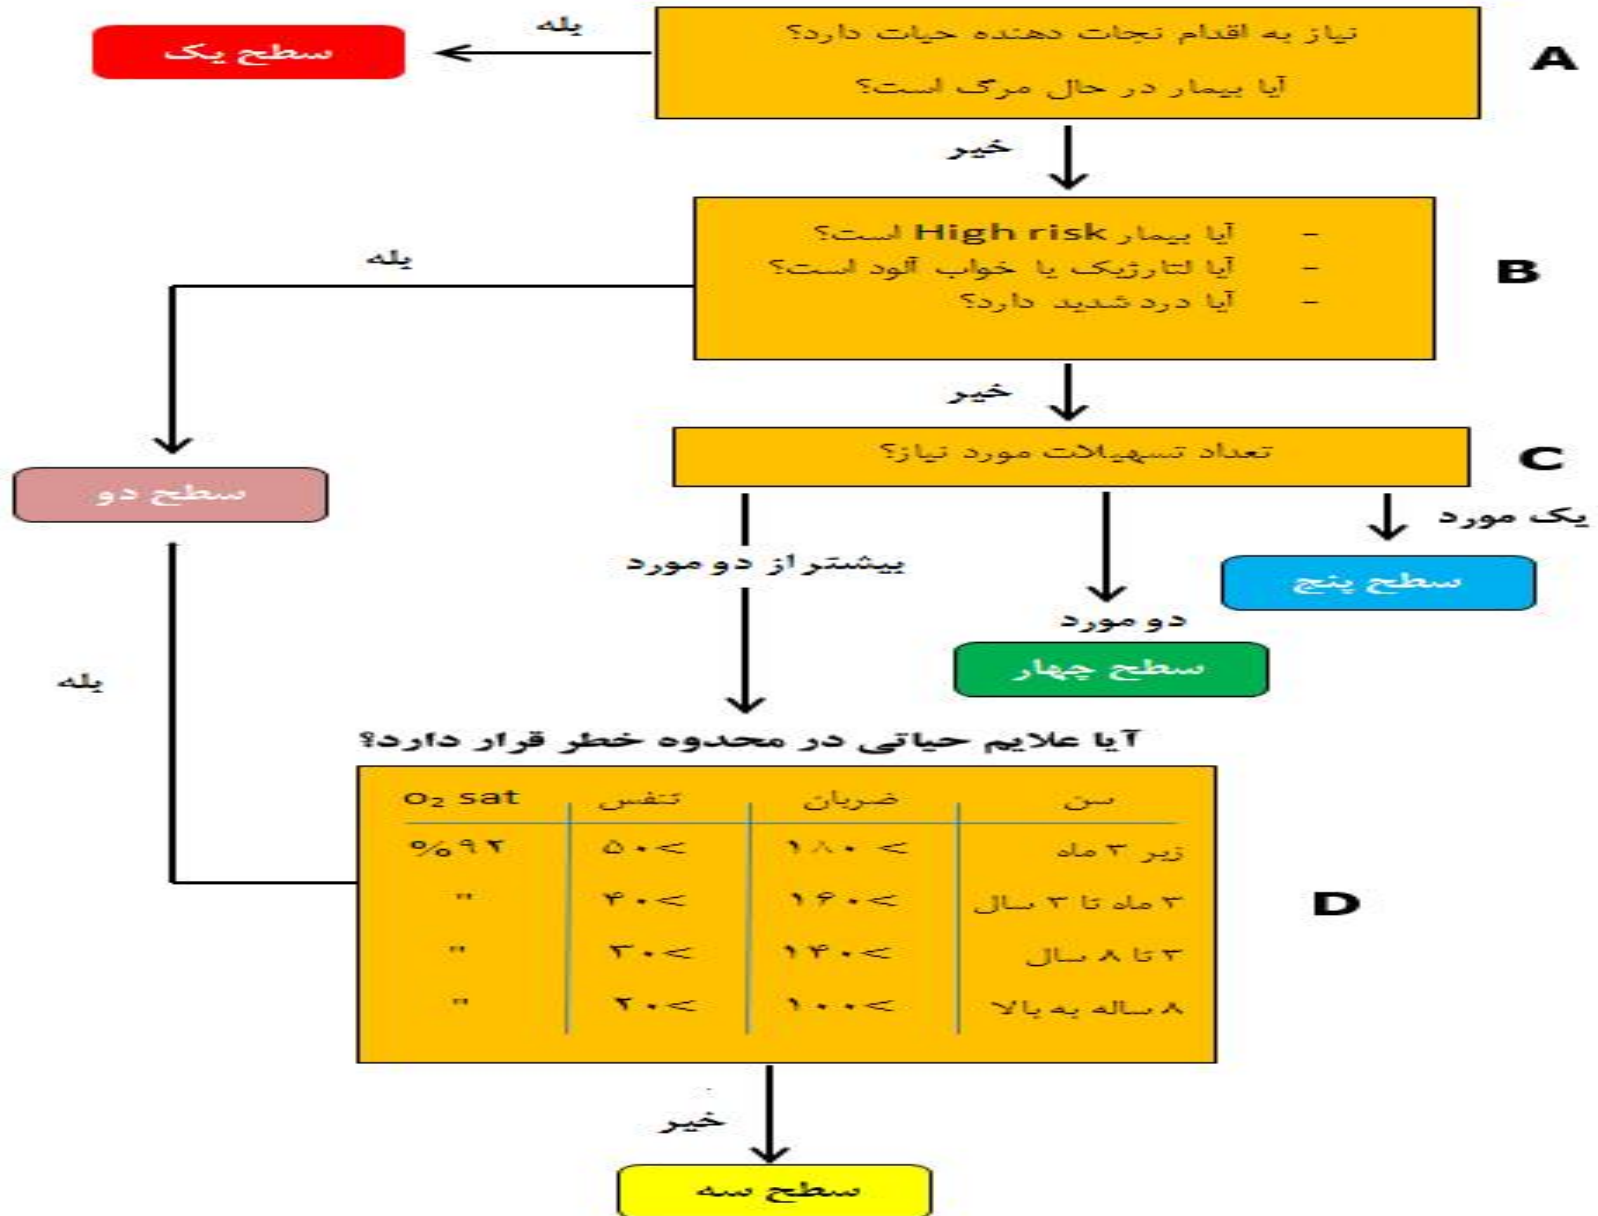 نیاز به اقدام نجات دهنده حیات دارد؟
آیا بیمار در حال مرگ است؟
A
بله
سطح یک
خیر
- آیا بیمار High risk است؟
- آیا لتارژیک یا خواب آلود است؟
- آیا درد شدید دارد؟
B
بله
سطح دو
خیر
تعداد تسهیلات مورد نیاز؟
C
یک مورد
سطح پنج
دو مورد
سطح چهار
بیشتر از دو مورد
آیا علایم حیاتی در محدوده خطر قرار دارد؟
بله
سن ضربان تنفس o₂ sat
زیر ۳ ماه >۱۸۰ >۵۰ %۹۲
۳ ماه تا ۳ سال >۱۶۰ >۴۰ "
۳ تا ۸ سال >۱۴۰ >۳۰ "
۸ ساله به بالا >۱۰۰ >۲۰ "
D
خیر
سطح سه